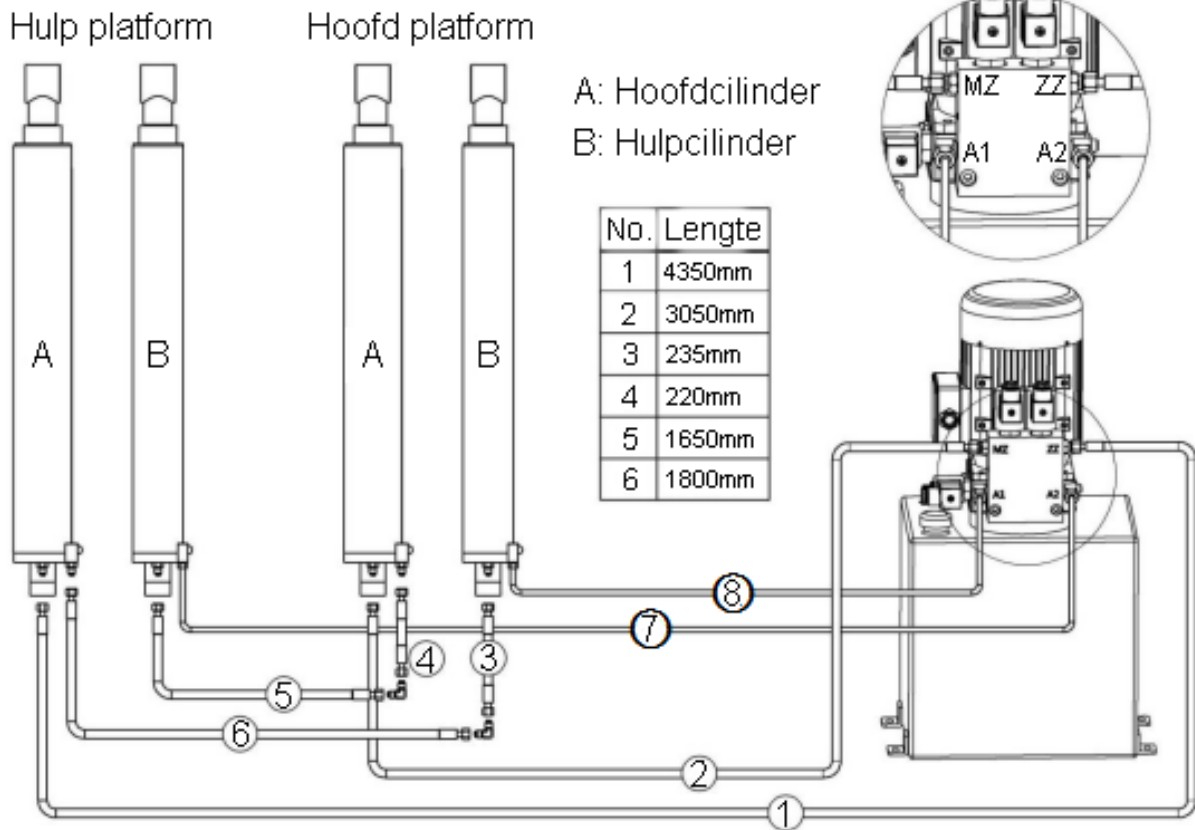 Hulp platform
Hoofd platform
A: Hoofdcilinder
B: Hulpcilinder
MZ ZZ
A1 A2
No. Lengte
1 4350mm
2 3050mm
3 235mm
4 220mm
5 1650mm
6 1800mm
A B A B
MZ ZZ
A1 A2
8
7
4 3
5
6
2
1